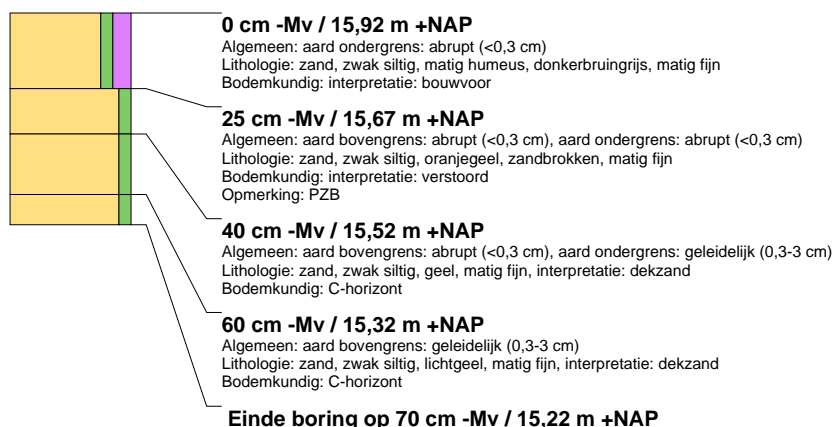 0 cm -Mv / 15,92 m +NAP
Algemeen: aard ondergrens: abrupt (<0,3 cm)
Lithologie: zand, zwak siltig, matig humeus, donkerbruingrijs, matig fijn
Bodemkundig: interpretatie: bouwvoor
25 cm -Mv / 15,67 m +NAP
Algemeen: aard bovengrens: abrupt (<0,3 cm), aard ondergrens: abrupt (<0,3 cm)
Lithologie: zand, zwak siltig, oranjegeel, zandbrokken, matig fijn
Bodemkundig: interpretatie: verstoord
Opmerking: PZB
40 cm -Mv / 15,52 m +NAP
Algemeen: aard bovengrens: abrupt (<0,3 cm), aard ondergrens: geleidelijk (0,3-3 cm)
Lithologie: zand, zwak siltig, geel, matig fijn, interpretatie: dekzand
Bodemkundig: C-horizont
60 cm -Mv / 15,32 m +NAP
Algemeen: aard bovengrens: geleidelijk (0,3-3 cm)
Lithologie: zand, zwak siltig, lichtgeel, matig fijn, interpretatie: dekzand
Bodemkundig: C-horizont
Einde boring op 70 cm -Mv / 15,22 m +NAP